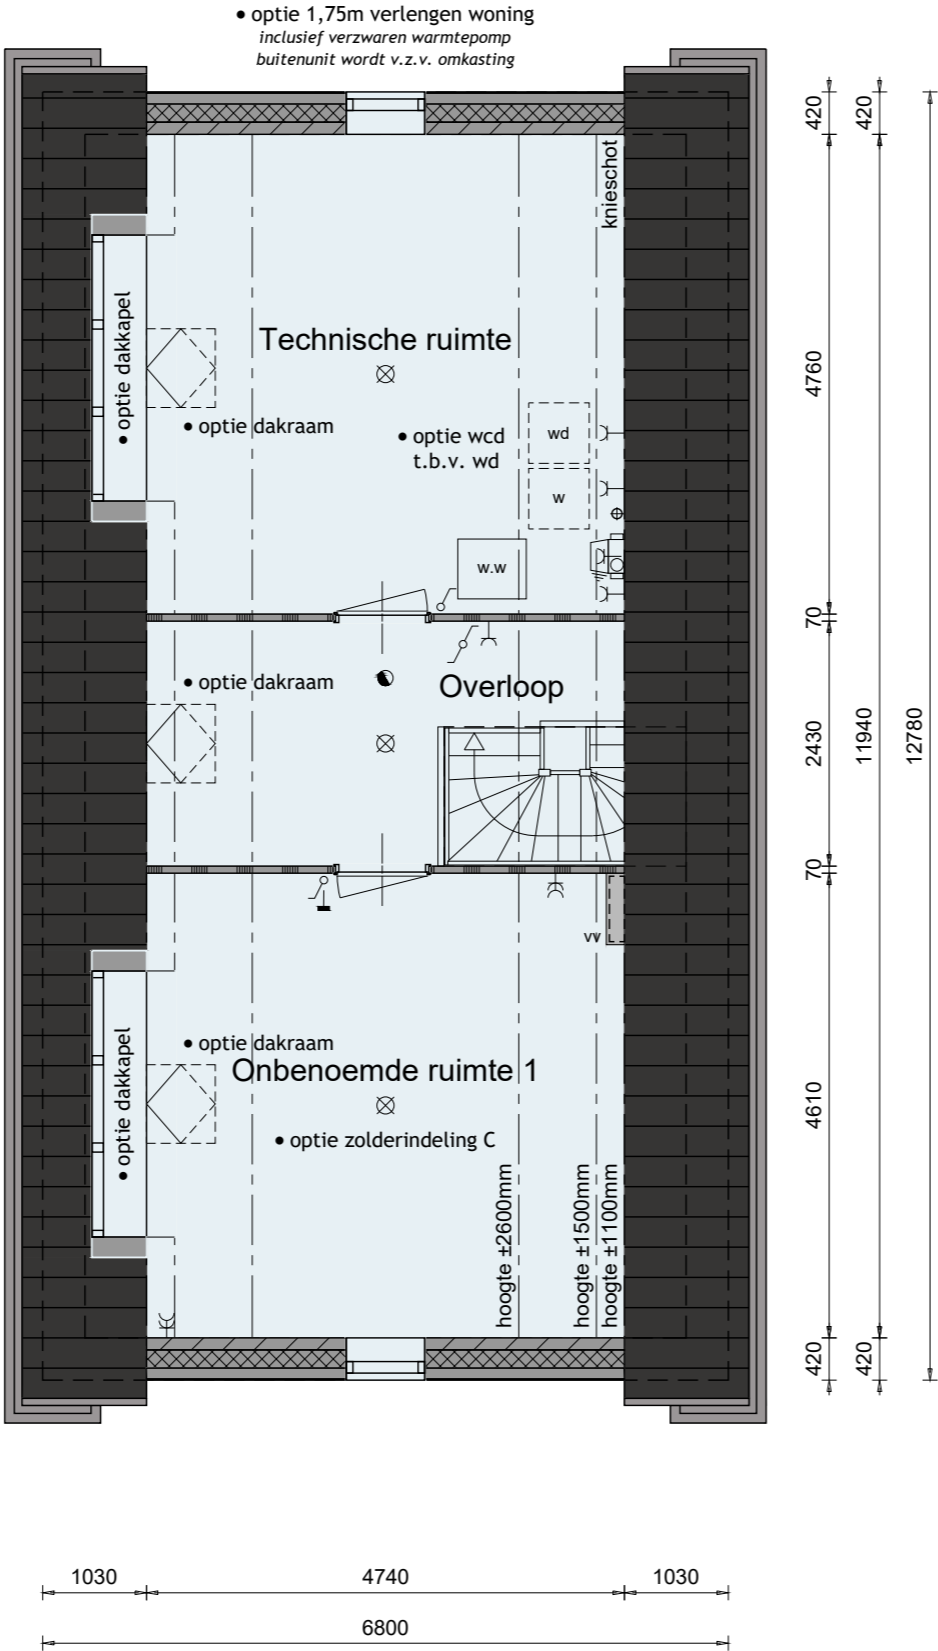 • optie 1,75m verlengen woning
inclusief verzwaren warmtepomp
buitenunit wordt v.z.v. omkasting
420
420
knieschot
• optie dakkapel
Technische ruimte
4760
• optie dakraam
• optie wcd
t.b.v. wd
wd
w
w.w
70
• optie dakraam
Overloop
2430
11940
12780
70
vv
• optie dakraam
Onbenoemde ruimte 1
• optie dakkapel
4610
• optie zolderindeling C
hoogte ±2600mm
hoogte ±1500mm
hoogte ±1100mm
420
420
1030
4740
1030
6800